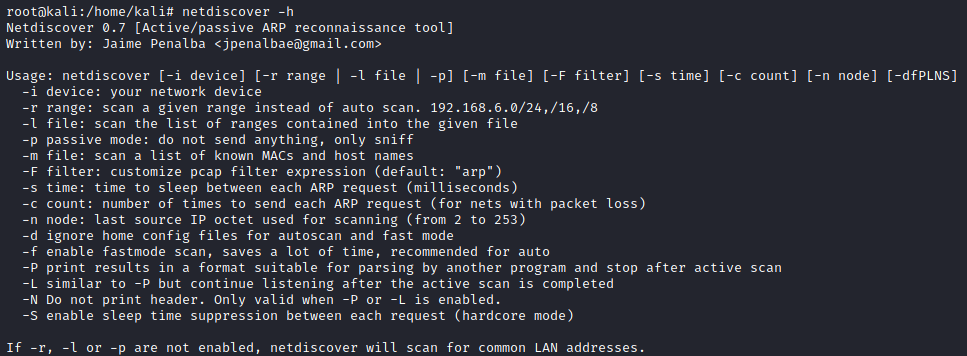 root@kali:/home/kali# netdiscover -h
Netdiscover 0.7 [Active/passive ARP reconnaissance tool]
Written by: Jaime Penalba <jpenalbae@gmail.com>

Usage: netdiscover [-i device] [-r range | -l file | -p] [-m file] [-F filter] [-s time] [-c count] [-n node] [-dfPLNS]
  -i device: your network device
  -r range: scan a given range instead of auto scan. 192.168.6.0/24,/16,/8
  -l file: scan the list of ranges contained into the given file
  -p passive mode: do not send anything, only sniff
  -m file: scan a list of known MACs and host names
  -F filter: customize pcap filter expression (default: "arp")
  -s time: time to sleep between each ARP request (milliseconds)
  -c count: number of times to send each ARP request (for nets with packet loss)
  -n node: last source IP octet used for scanning (from 2 to 253)
  -d ignore home config files for autoscan and fast mode
  -f enable fastmode scan, saves a lot of time, recommended for auto
  -P print results in a format suitable for parsing by another program and stop after active scan
  -L similar to -P but continue listening after the active scan is completed
  -N Do not print header. Only valid when -P or -L is enabled.
  -S enable sleep time suppression between each request (hardcore mode)

If -r, -l or -p are not enabled, netdiscover will scan for common LAN addresses.